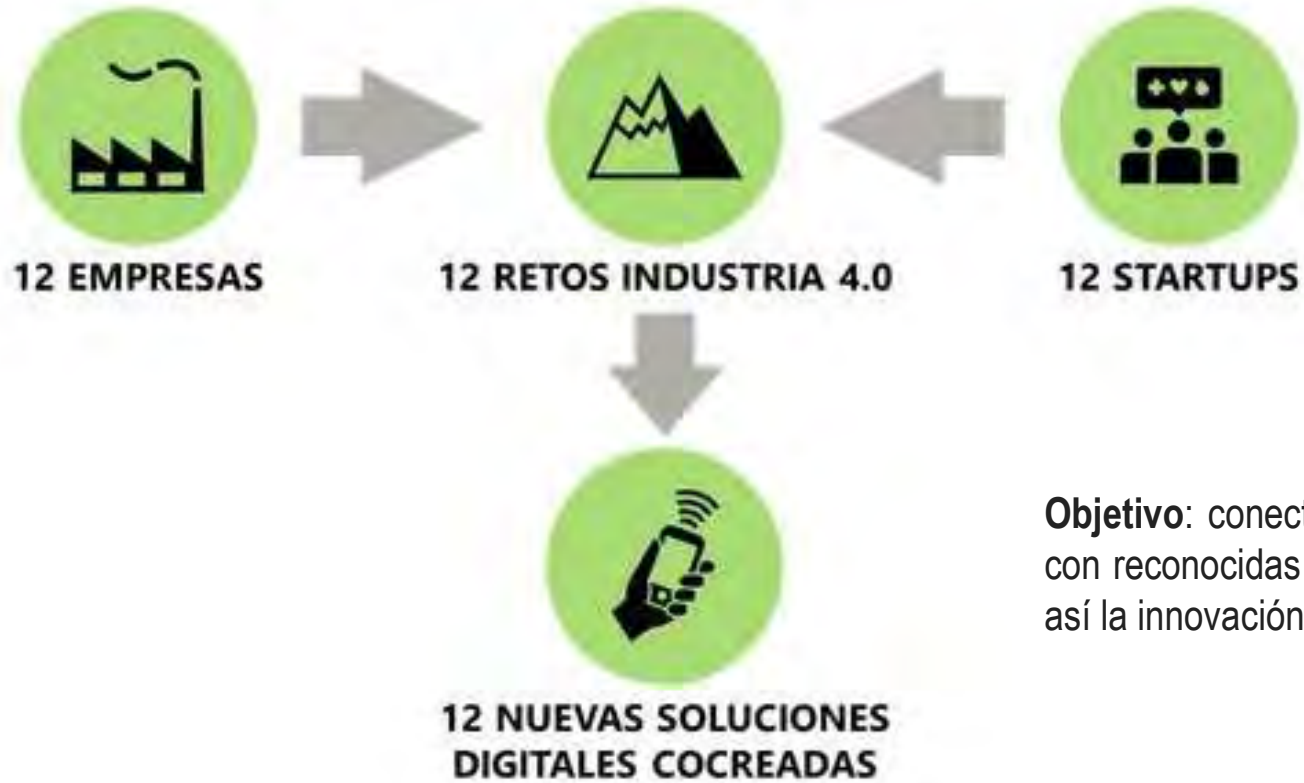 12 EMPRESAS
12 RETOS INDUSTRIA 4.0
12 STARTUPS
12 NUEVAS SOLUCIONES
DIGITALES COCREADAS
Objetivo: conect
con reconocidas
así la innovación